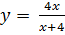 y = 4x/x+4